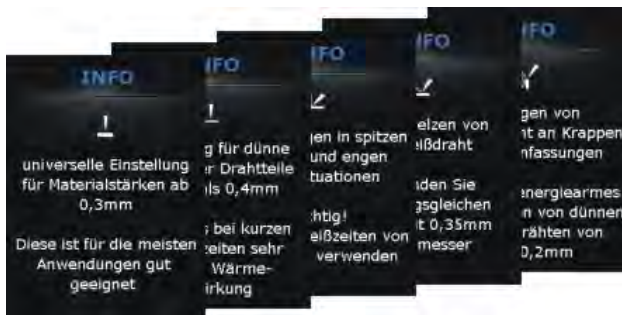 INFO
universelle Einstellung
für Materialstärken ab
0,3mm
Diese ist für die meisten
Anwendungen gut
geeignet
IFO
g für dünne
r Drahtteile
ls 0,4mm
s bei kurzen
zeiten sehr
Wärme-
irkung
IFO
gen in spitzen
und engen
tuationen
htig!
eißzeiten von
verwenden
IFO
elzen von
eißdraht
nden Sie
gsgleichen
t 0,35mm
messer
IFO
gen von
ht an Krappen
nfassungen
energiearmes
n von dünnen
rähten von
0,2mm